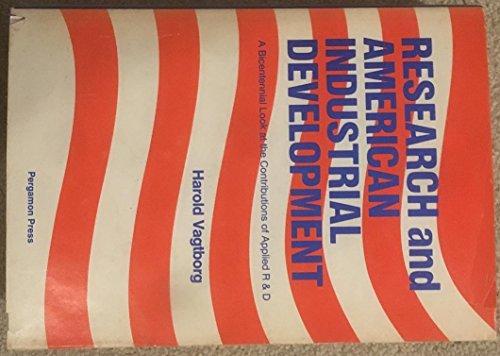 RESEARCH and
AMERICAN
INDUSTRIAL
DEVELOPMENT
A Bicentennial Look at the Contributions of Applied R & D
Harold Vagtborg
Pergamon Press